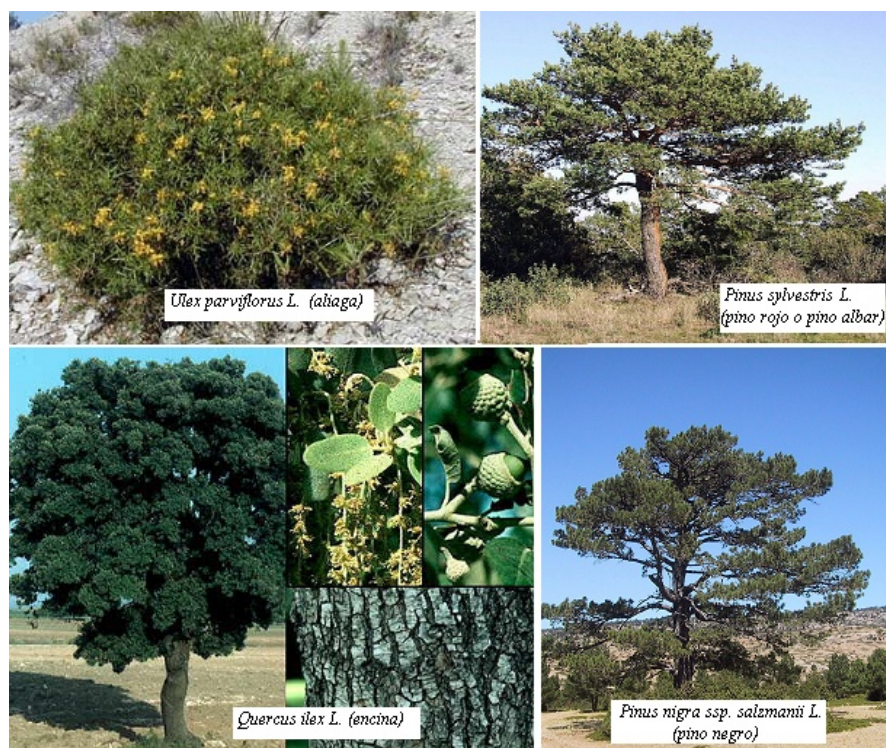 Ulex parviflorus L. (aliaga)
Pinus sylvestris L.
(pino rojo o pino albar)
Quercus ilex L. (encina)
Pinus nigra ssp. salzmanii L.
(pino negro)